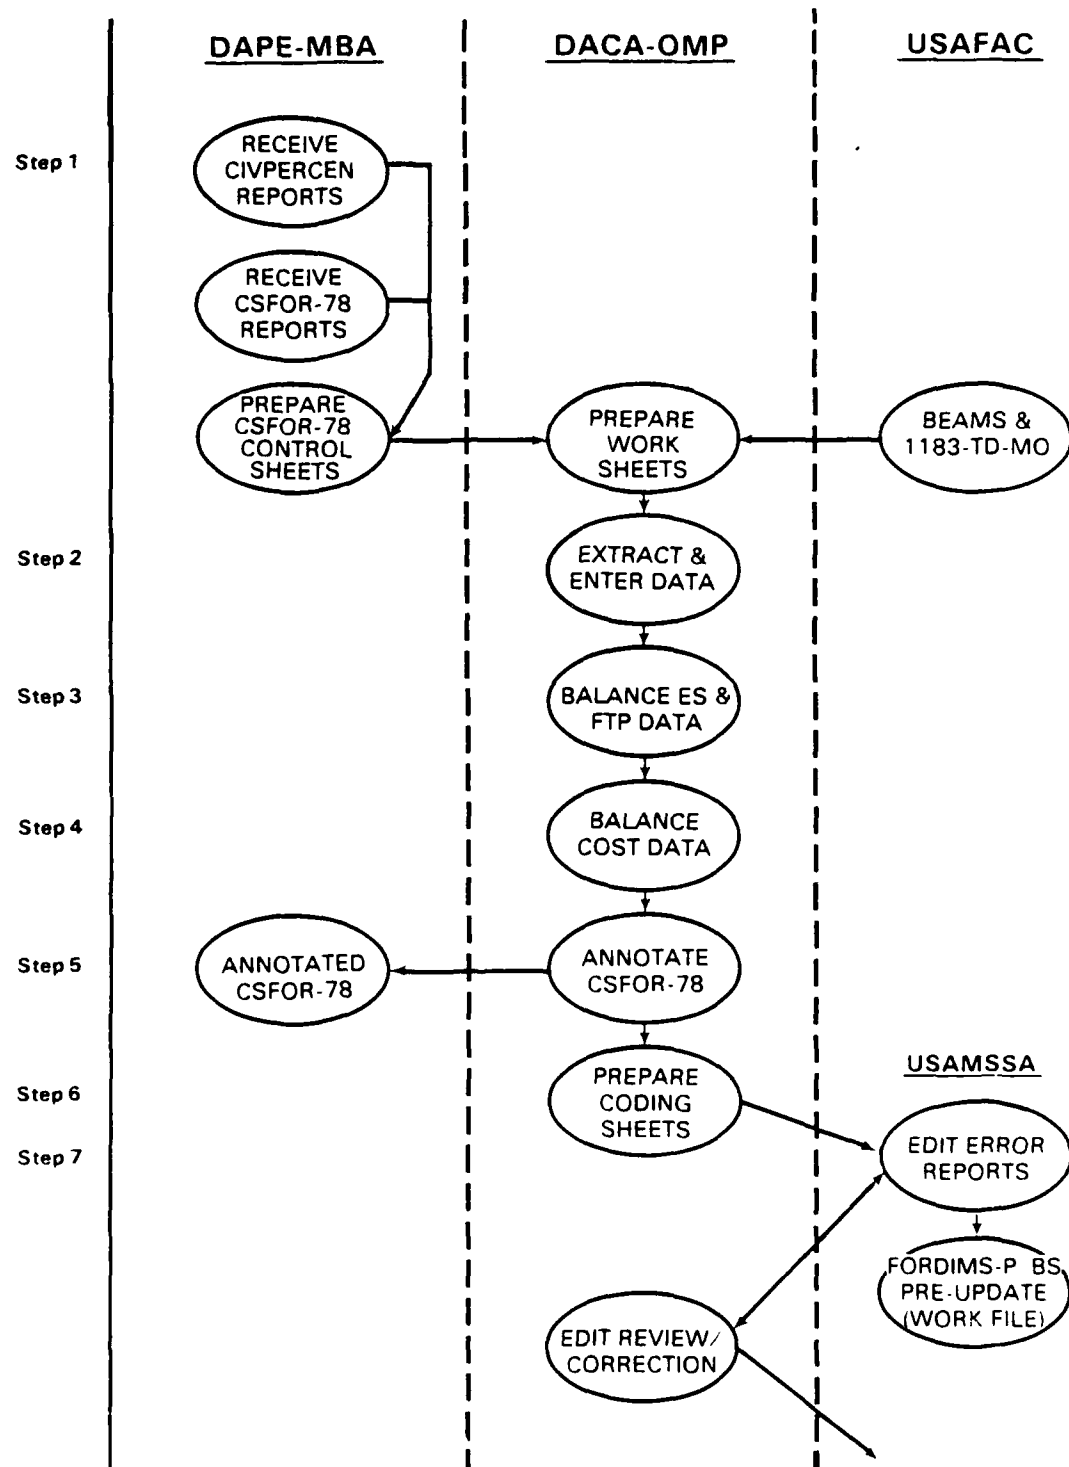 DAPE-MBA
DACA-OMP
USAFAC
Step 1
RECEIVE
CIVPERCEN
REPORTS
RECEIVE
CSFOR-78
REPORTS
PREPARE
CSFOR-78
CONTROL
SHEETS
PREPARE
WORK
SHEETS
BEAMS &
1183-TD-MO
Step 2
EXTRACT &
ENTER DATA
Step 3
BALANCE ES &
FTP DATA
Step 4
BALANCE
COST DATA
Step 5
ANNOTATED
CSFOR-78
ANNOTATE
CSFOR-78
Step 6
PREPARE
CODING
SHEETS
USAMSSA
Step 7
EDIT ERROR
REPORTS
FORDIMS-P BS
PRE-UPDATE
(WORK FILE)
EDIT REVIEW/
CORRECTION